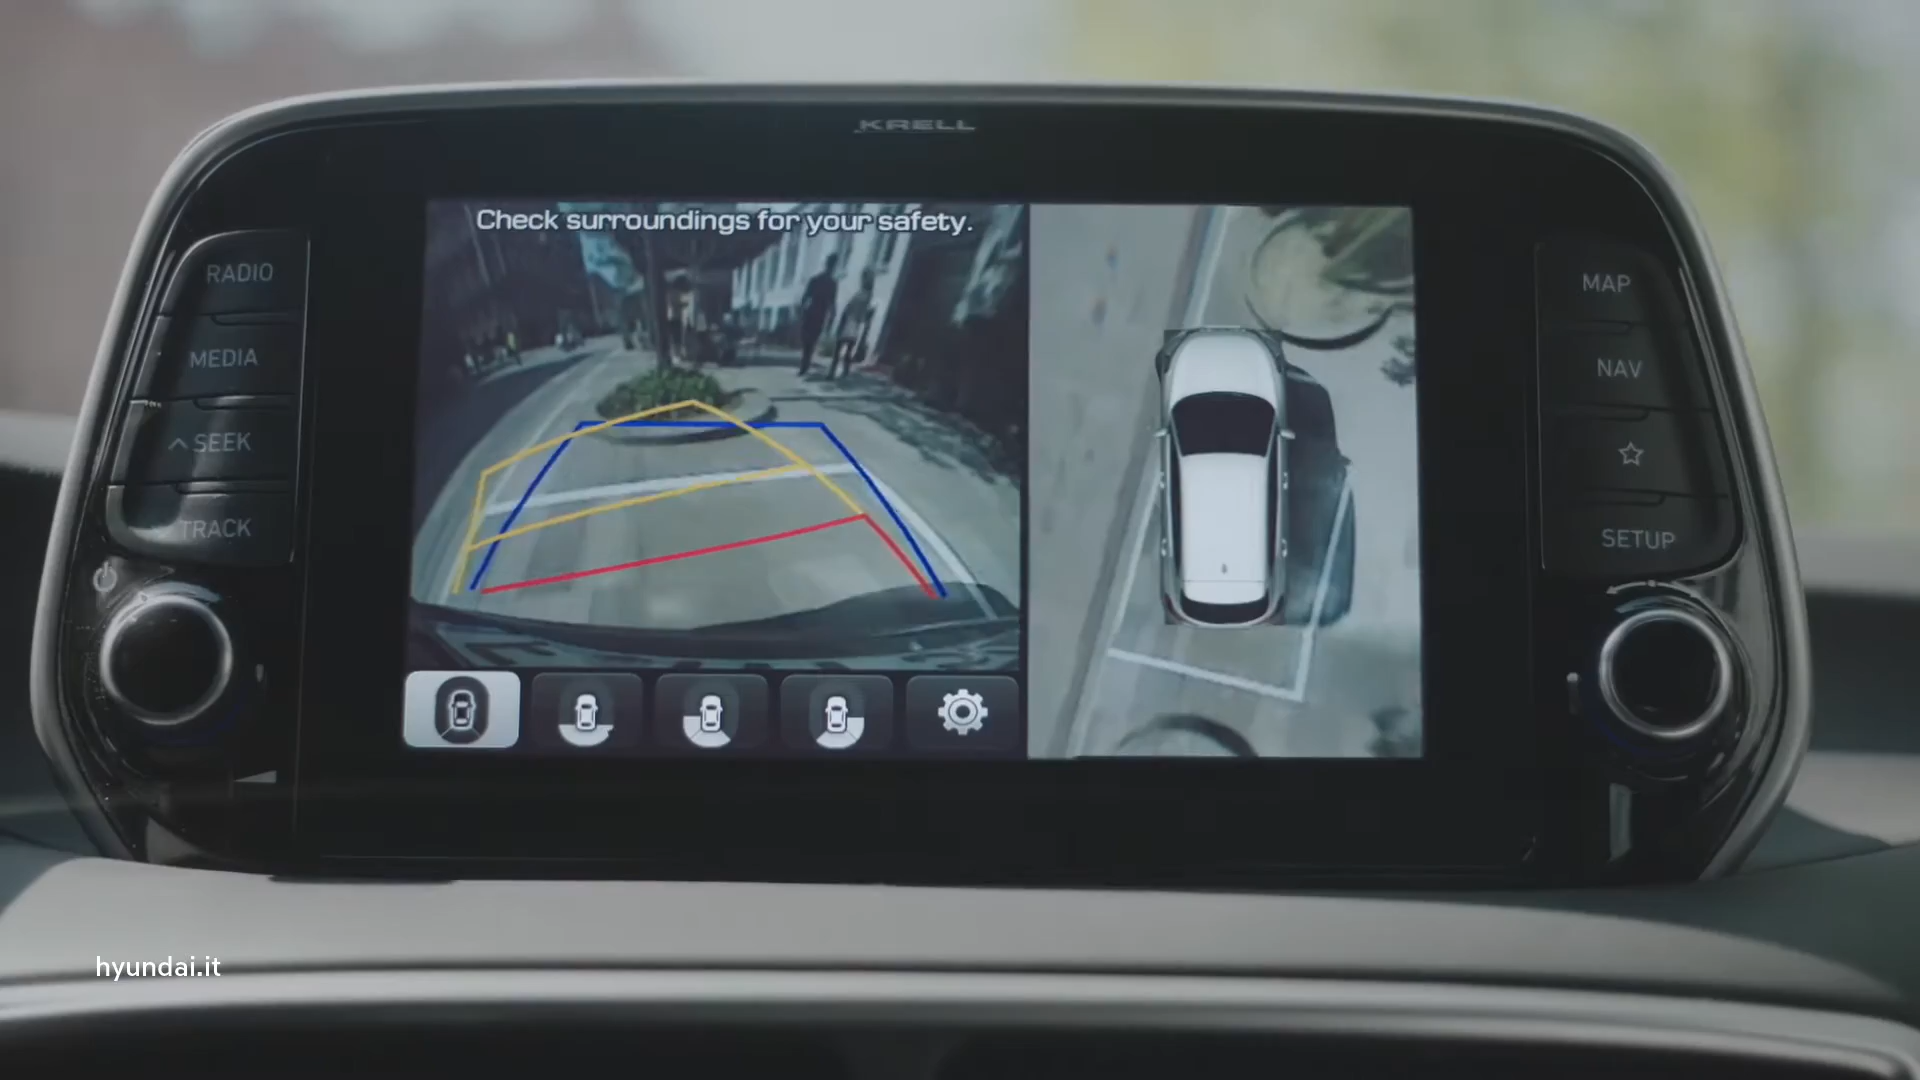 KRELL
Check surroundings for your safety.
RADIO
MEDIA
SEEK
TRACK
MAP
NAV
SETUP
hyundai.it